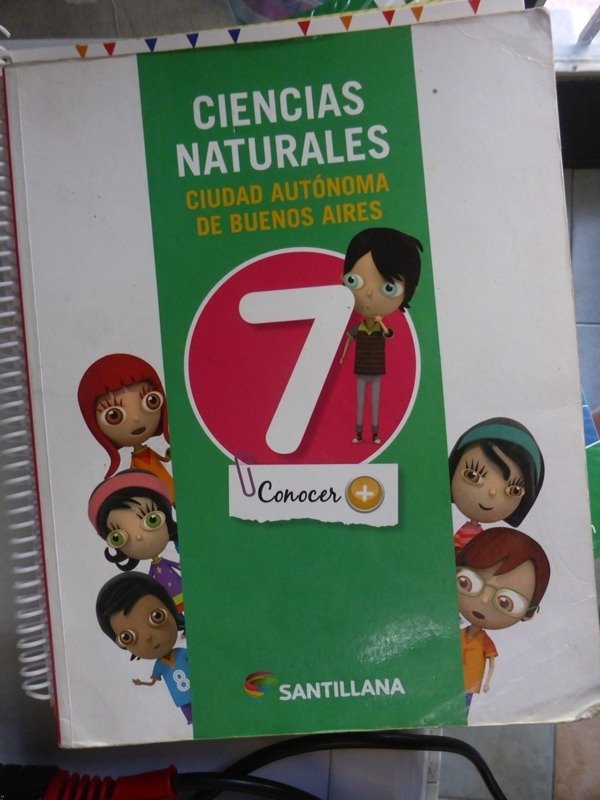 CIENCIAS
NATURALES
CIUDAD AUTÓNOMA
DE BUENOS AIRES
7
Conocer +
8
SANTILLANA